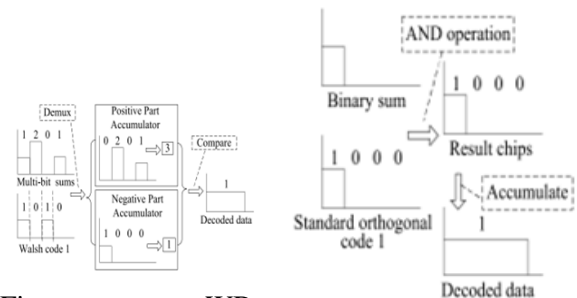 Demux
1 2 0 1
Multi-bit sums
1 0 1 0
Walsh code 1
Positive Part
Accumulator
0 2 0 1
3
Negative Part
Accumulator
1 0 0 0
1
Compare
1
Decoded data
Binary sum
AND operation
1 0 0 0
Standard orthogonal
code 1
1 0 0 0
Result chips
Accumulate
1
Decoded data